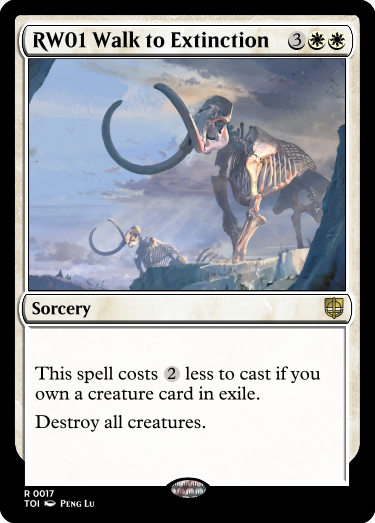 RW01 Walk to Extinction 3
Sorcery
This spell costs 2 less to cast if you
own a creature card in exile.
Destroy all creatures.
R 0017
TOI Peng Lu